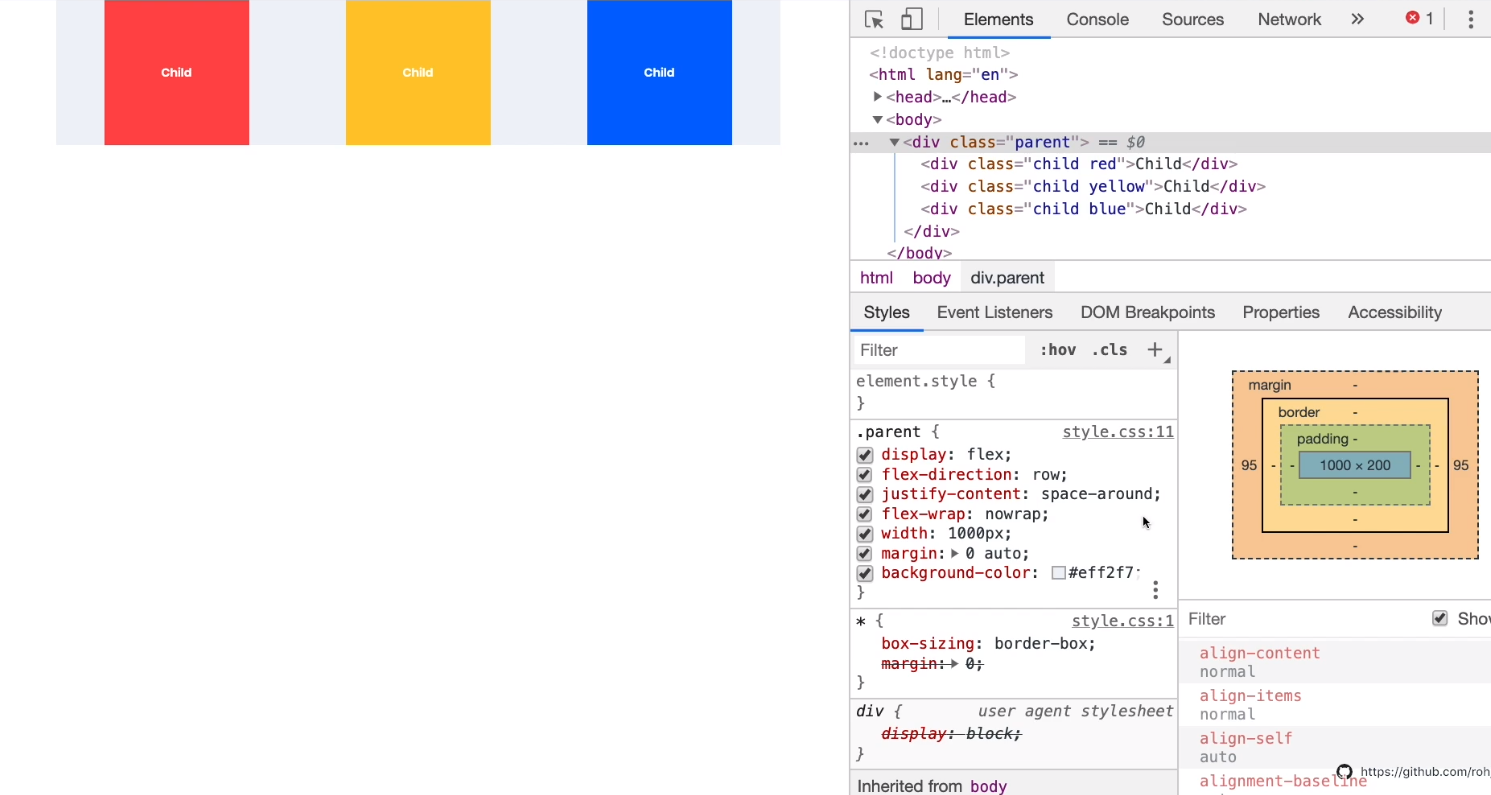 Child Child Child
Elements Console Sources Network » 1
<!doctype html>
<html lang="en">
<head>…</head>
<body>
<div class="parent"> == $0
<div class="child red">Child</div>
<div class="child yellow">Child</div>
<div class="child blue">Child</div>
</div>
</body>
html body div.parent
Styles Event Listeners DOM Breakpoints Properties Accessibility
Filter :hov .cls +
element.style {
}
.parent { style.css:11
display: flex;
flex-direction: row;
justify-content: space-around;
flex-wrap: nowrap;
width: 1000px;
margin: 0 auto;
background-color: #eff2f7;
}
* { style.css:1
box-sizing: border-box;
margin: 0;
}
div { user agent stylesheet
display: block;
}
Inherited from body
margin -
border -
padding -
95 - - 1000 × 200 - - 95
-
-
-
Filter Show
align-content
normal
align-items
normal
align-self
auto
alignment-baseline
https://github.com/roh